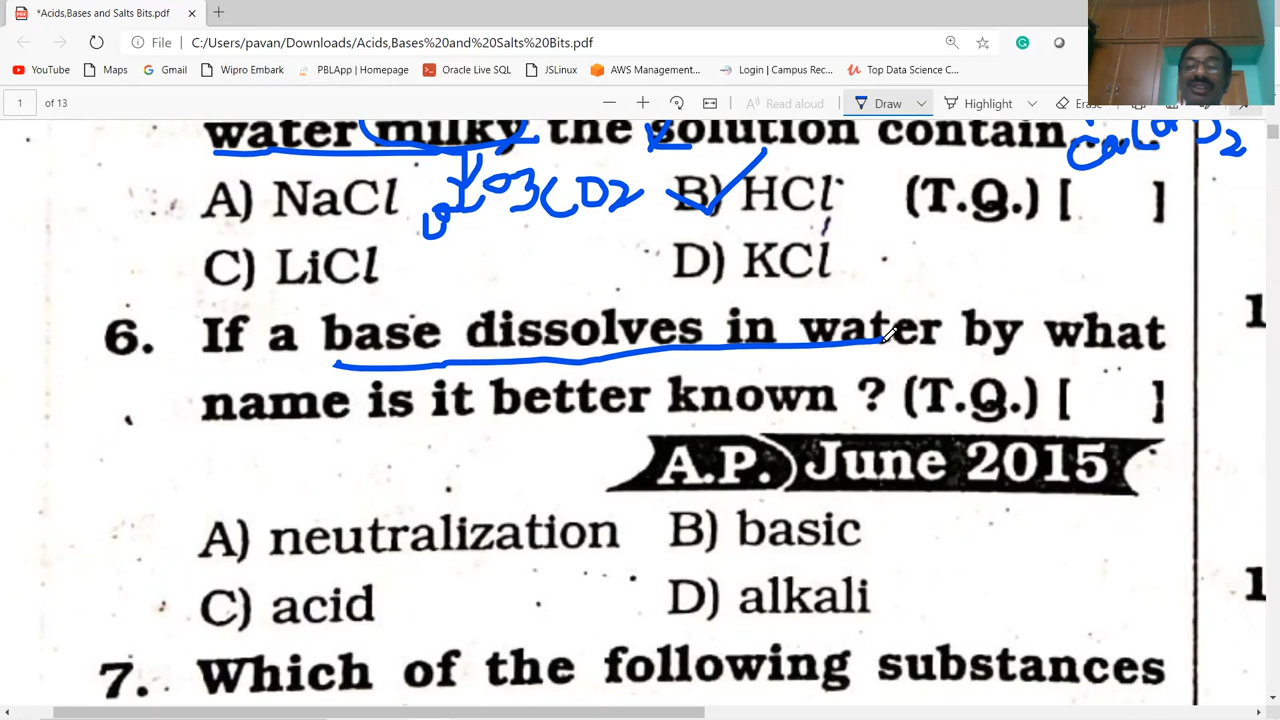 *Acids,Bases and Salts Bits.pdf
File C:/Users/pavan/Downloads/Acids,Bases%20and%20Salts%20Bits.pdf
YouTube Maps Gmail Wipro Embark PBLApp | Homepage Oracle Live SQL JSLinux AWS Management... Login | Campus Rec... Top Data Science C...
1 of 13 Read aloud Draw Highlight Erase
water milky the solution contain
A) NaCl CO2 B) HCl (T.Q.) [ ]
C) LiCl D) KCl
6. If a base dissolves in water by what
name is it better known ? (T.Q.) [ ]
A.P. June 2015
A) neutralization B) basic
C) acid D) alkali
7. Which of the following substances